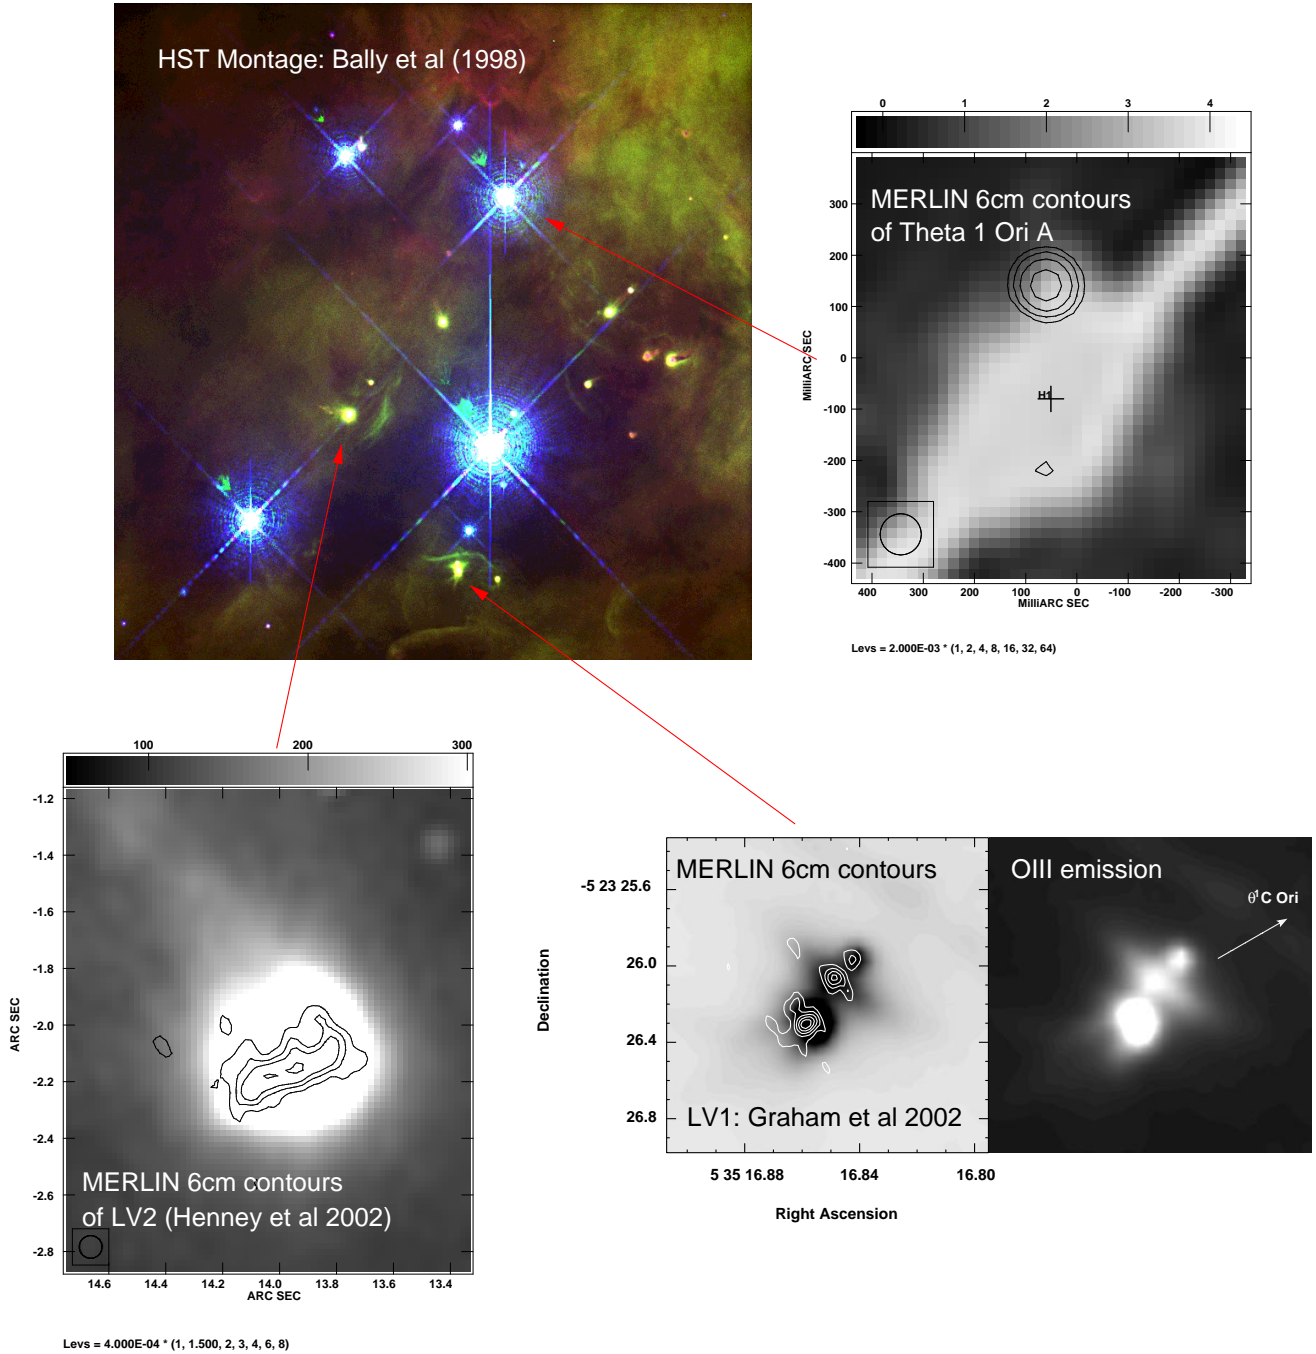 HST Montage: Bally et al (1998)
0 1 2 3 4
MERLIN 6cm contours
of Theta 1 Ori A
300
200
100
0
-100
-200
-300
-400
MilliARC SEC
H1
400 300 200 100 0 -100 -200 -300
MilliARC SEC
Levs = 2.000E-03 * (1, 2, 4, 8, 16, 32, 64)
100 200 300
-1.2
-1.4
-1.6
-1.8
-2.0
-2.2
-2.4
-2.6
-2.8
ARC SEC
MERLIN 6cm contours
of LV2 (Henney et al 2002)
14.6 14.4 14.2 14.0 13.8 13.6 13.4
ARC SEC
Levs = 4.000E-04 * (1, 1.500, 2, 3, 4, 6, 8)
MERLIN 6cm contours
OIII emission
θ¹C Ori
-5 23 25.6
26.0
26.4
26.8
Declination
LV1: Graham et al 2002
5 35 16.88 16.84 16.80
Right Ascension